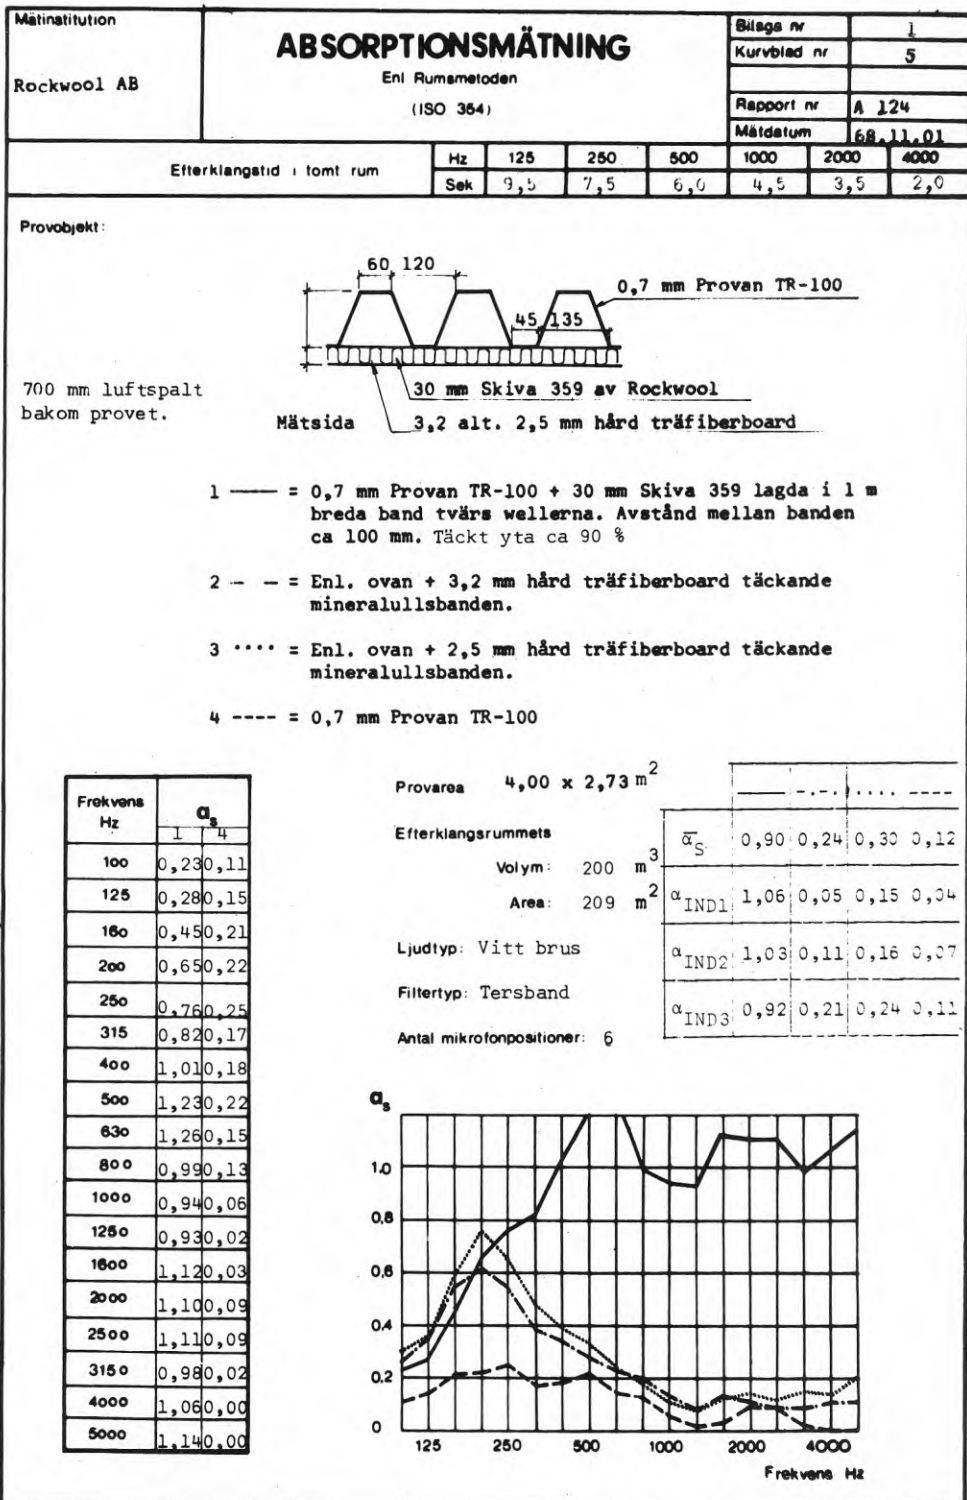 Mätinstitution
Rockwool AB
ABSORPTIONSMÄTNING
Enl Rumsmetoden
(ISO 354)
Bilaga nr 1
Kurvblad nr 5
Rapport nr A 124
Mätdatum 68.11.01
Efterklangstid i tomt rum
Hz 125 250 500 1000 2000 4000
Sek 9,5 7,5 6,0 4,5 3,5 2,0
Provobjekt:
60 120
0,7 mm Provan TR-100
45 135
700 mm luftspalt
bakom provet.
30 mm Skiva 359 av Rockwool
Mätsida 3,2 alt. 2,5 mm hård träfiberboard
1 —— = 0,7 mm Provan TR-100 + 30 mm Skiva 359 lagda i 1 m
breda band tvärs wellerna. Avstånd mellan banden
ca 100 mm. Täckt yta ca 90 %
2 -- — = Enl. ovan + 3,2 mm hård träfiberboard täckande
mineralullsbanden.
3 ···· = Enl. ovan + 2,5 mm hård träfiberboard täckande
mineralullsbanden.
4 ---- = 0,7 mm Provan TR-100
Frekvens
Hz
αs
1 4
100 0,23 0,11
125 0,28 0,15
160 0,45 0,21
200 0,65 0,22
250 0,76 0,25
315 0,82 0,17
400 1,01 0,18
500 1,23 0,22
630 1,26 0,15
800 0,99 0,13
1000 0,94 0,06
1250 0,93 0,02
1600 1,12 0,03
2000 1,10 0,09
2500 1,11 0,09
3150 0,98 0,02
4000 1,06 0,00
5000 1,14 0,00
Provarea 4,00 x 2,73 m2
Efterklangsrummets
Volym: 200 m3
Area: 209 m2
Ljudtyp: Vitt brus
Filtertyp: Tersband
Antal mikrofonpositioner: 6
—— -.-. .... ----
α̅S 0,90 0,24 0,30 0,12
αIND1 1,06 0,05 0,15 0,04
αIND2 1,03 0,11 0,16 0,07
αIND3 0,92 0,21 0,24 0,11
αs
1.0
0.8
0.6
0.4
0.2
0
125 250 500 1000 2000 4000
Frekvens Hz